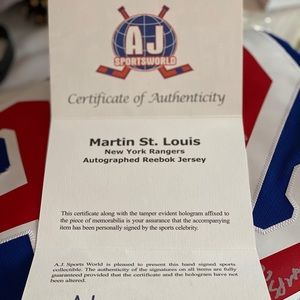 AJ
SPORTSWORLD
Certificate of Authenticity
Martin St. Louis
New York Rangers
Autographed Reebok Jersey
This certificate along with the tamper evident hologram affixed to
the piece of memorabilia is your assurance that the accompanying
item has been personally signed by the sports celebrity.
A.J. Sports World is pleased to present this hand signed sports
collectible. The authenticity of the signatures on all items are fully
guaranteed provided that the certificate and the hologram have not
been altered.